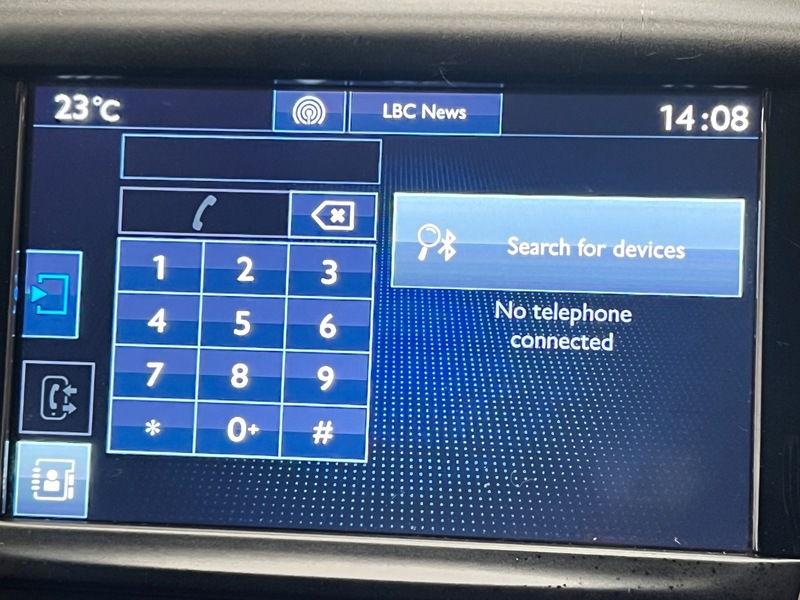 23°C
LBC News
14:08
Search for devices
No telephone
connected
1 2 3
4 5 6
7 8 9
* 0+ #